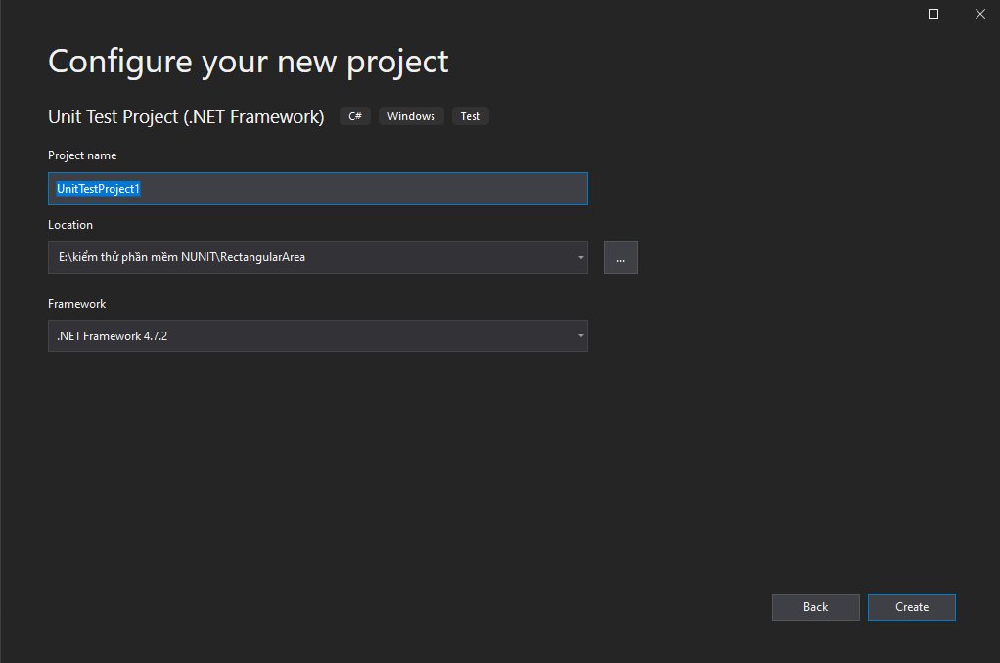 Configure your new project
Unit Test Project (.NET Framework) C# Windows Test
Project name
UnitTestProject1
Location
E:\kiểm thử phần mềm NUNIT\RectangularArea
...
Framework
.NET Framework 4.7.2
Back Create